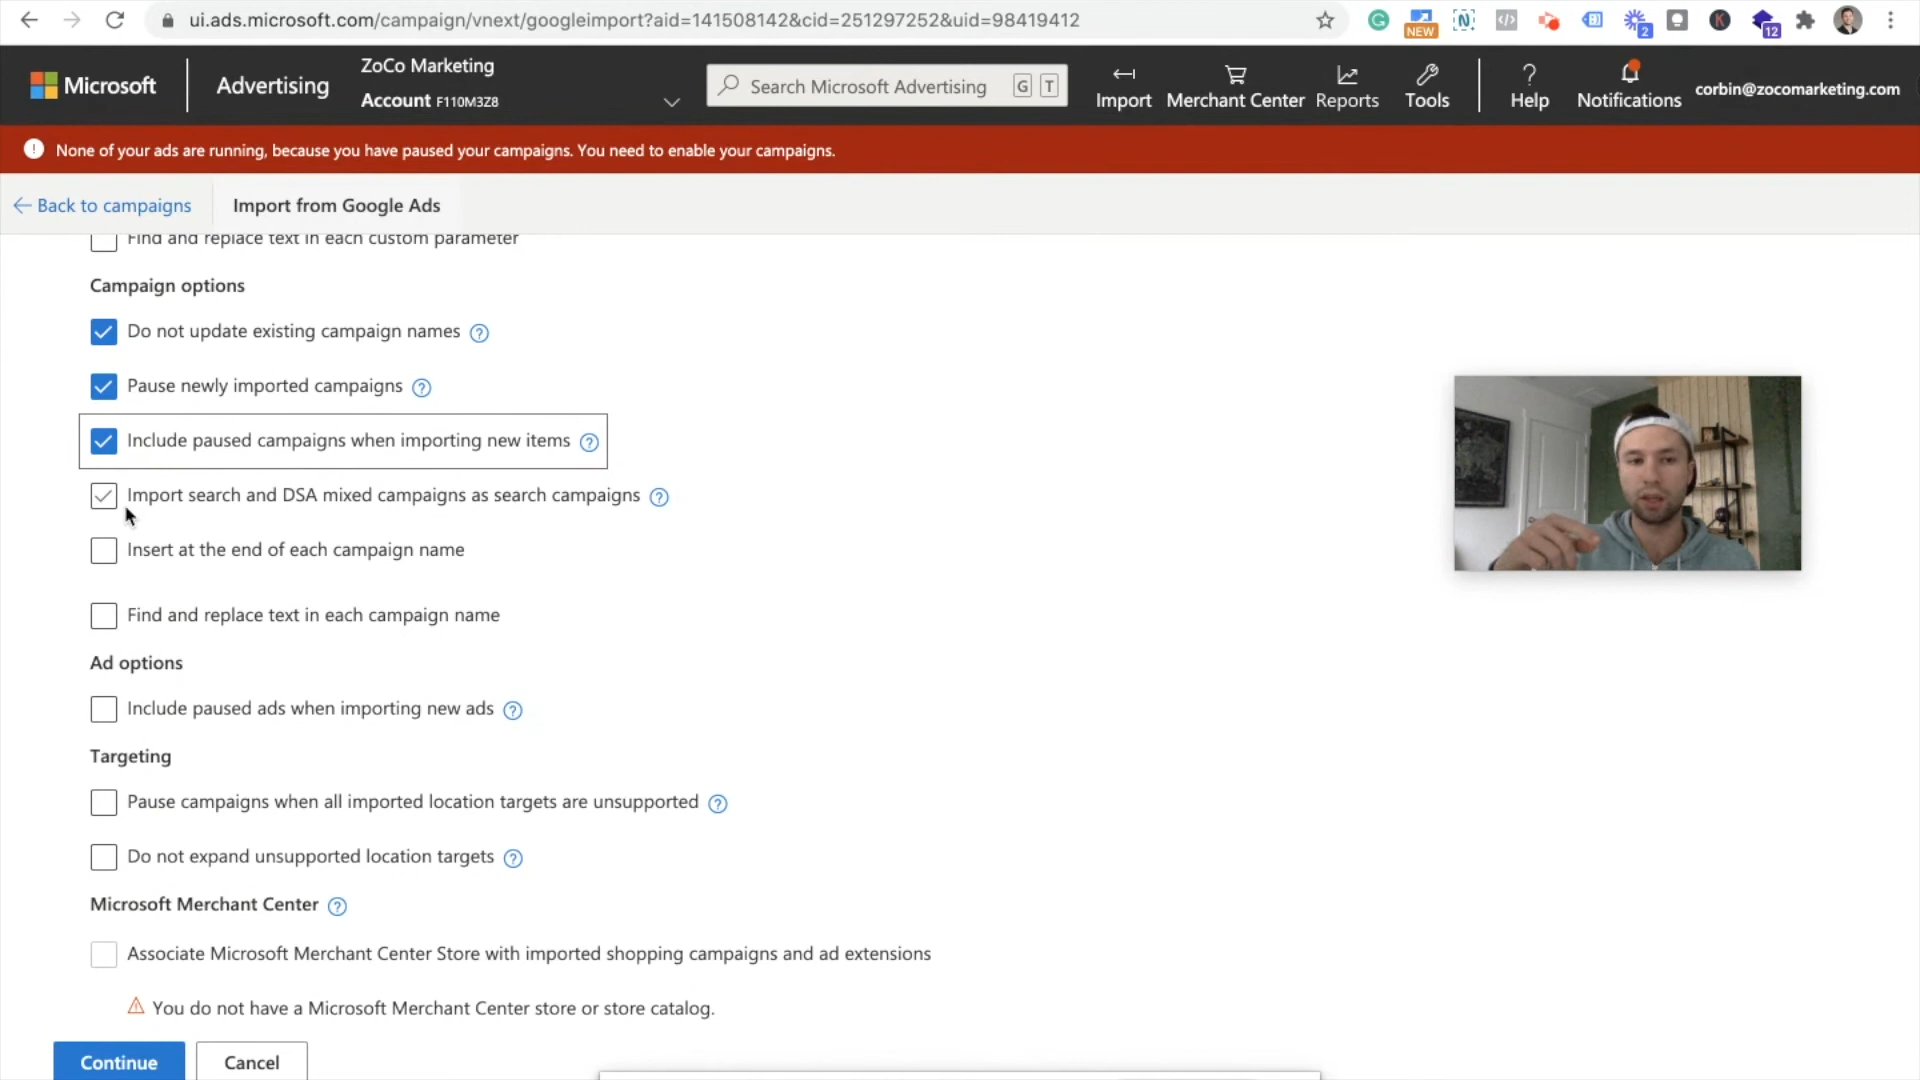 ui.ads.microsoft.com/campaign/vnext/googleimport?aid=141508142&cid=251297252&uid=98419412
NEW
2
12
Microsoft
Advertising
ZoCo Marketing
Account F110M3Z8
Search Microsoft Advertising
G
T
Import
Merchant Center
Reports
Tools
Help
Notifications
corbin@zocomarketing.com
None of your ads are running, because you have paused your campaigns. You need to enable your campaigns.
Back to campaigns
Import from Google Ads
Find and replace text in each custom parameter
Campaign options
Do not update existing campaign names
Pause newly imported campaigns
Include paused campaigns when importing new items
Import search and DSA mixed campaigns as search campaigns
Insert at the end of each campaign name
Find and replace text in each campaign name
Ad options
Include paused ads when importing new ads
Targeting
Pause campaigns when all imported location targets are unsupported
Do not expand unsupported location targets
Microsoft Merchant Center
Associate Microsoft Merchant Center Store with imported shopping campaigns and ad extensions
You do not have a Microsoft Merchant Center store or store catalog.
Continue
Cancel